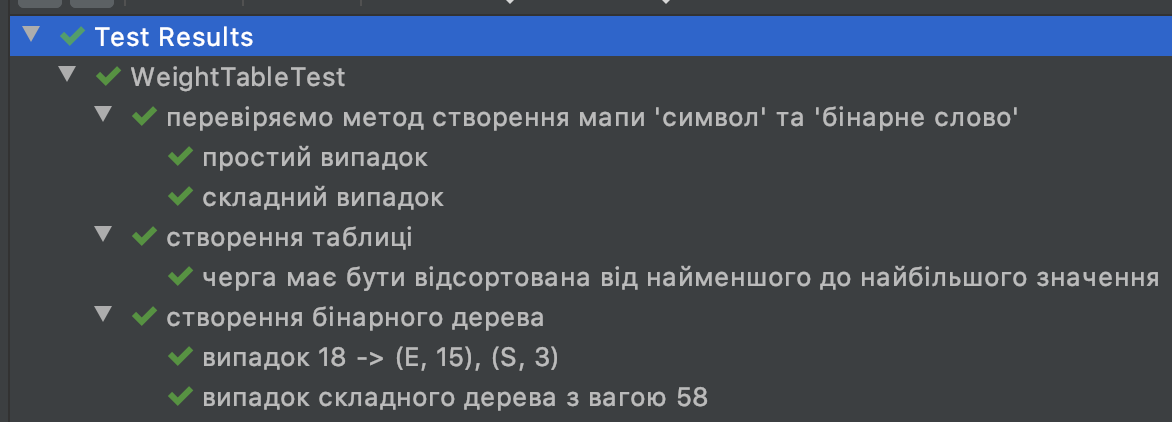 Test Results
WeightTableTest
перевіряємо метод створення мапи 'символ' та 'бінарне слово'
простий випадок
складний випадок
створення таблиці
черга має бути відсортована від найменшого до найбільшого значення
створення бінарного дерева
випадок 18 -> (E, 15), (S, 3)
випадок складного дерева з вагою 58